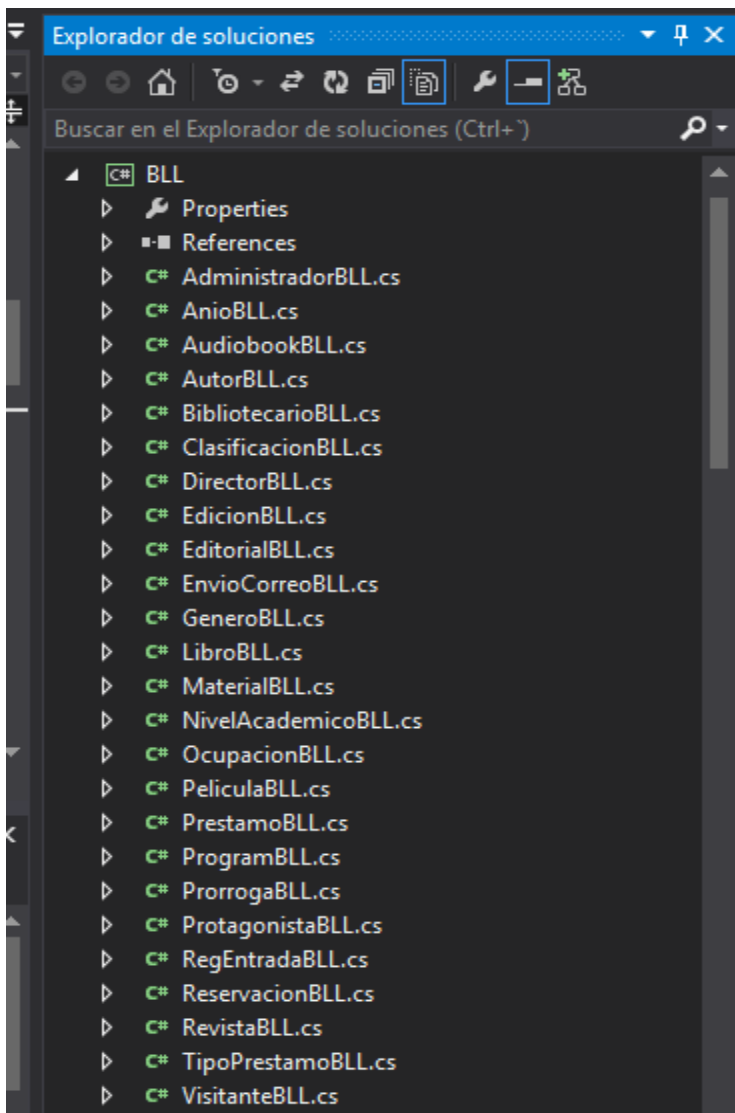 Explorador de soluciones
Buscar en el Explorador de soluciones (Ctrl+`)
C# BLL
Properties
References
C# AdministradorBLL.cs
C# AnioBLL.cs
C# AudiobookBLL.cs
C# AutorBLL.cs
C# BibliotecarioBLL.cs
C# ClasificacionBLL.cs
C# DirectorBLL.cs
C# EdicionBLL.cs
C# EditorialBLL.cs
C# EnvioCorreoBLL.cs
C# GeneroBLL.cs
C# LibroBLL.cs
C# MaterialBLL.cs
C# NivelAcademicoBLL.cs
C# OcupacionBLL.cs
C# PeliculaBLL.cs
C# PrestamoBLL.cs
C# ProgramBLL.cs
C# ProrrogaBLL.cs
C# ProtagonistaBLL.cs
C# RegEntradaBLL.cs
C# ReservacionBLL.cs
C# RevistaBLL.cs
C# TipoPrestamoBLL.cs
C# VisitanteBLL.cs